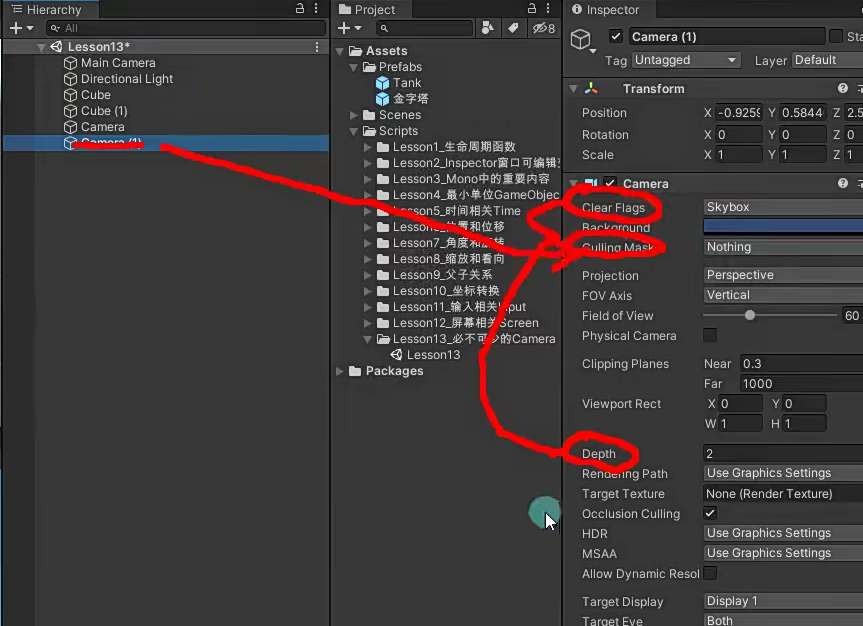 Hierarchy
All
Lesson13*
Main Camera
Directional Light
Cube
Cube (1)
Camera
Camera (1)
Project
8
Assets
Prefabs
Tank
金字塔
Scenes
Scripts
Lesson1_生命周期函数
Lesson2_Inspector窗口可编辑
Lesson3_Mono中的重要内容
Lesson4_最小单位GameObjec
Lesson5_时间相关Time
Lesson6_位置和位移
Lesson7_角度和旋转
Lesson8_缩放和看向
Lesson9_父子关系
Lesson10_坐标转换
Lesson11_输入相关Input
Lesson12_屏幕相关Screen
Lesson13_必不可少的Camera
Lesson13
Packages
Inspector
Camera (1)
Sta
Tag Untagged Layer Default
Transform
Position X -0.925 Y 0.5844 Z 2.5
Rotation X 0 Y 0 Z 0
Scale X 1 Y 1 Z 1
Camera
Clear Flags Skybox
Background
Culling Mask Nothing
Projection Perspective
FOV Axis Vertical
Field of View 60
Physical Camera
Clipping Planes Near 0.3
Far 1000
Viewport Rect X 0 Y 0
W 1 H 1
Depth 2
Rendering Path Use Graphics Settings
Target Texture None (Render Texture)
Occlusion Culling
HDR Use Graphics Settings
MSAA Use Graphics Settings
Allow Dynamic Resol
Target Display Display 1
Target Eye Both